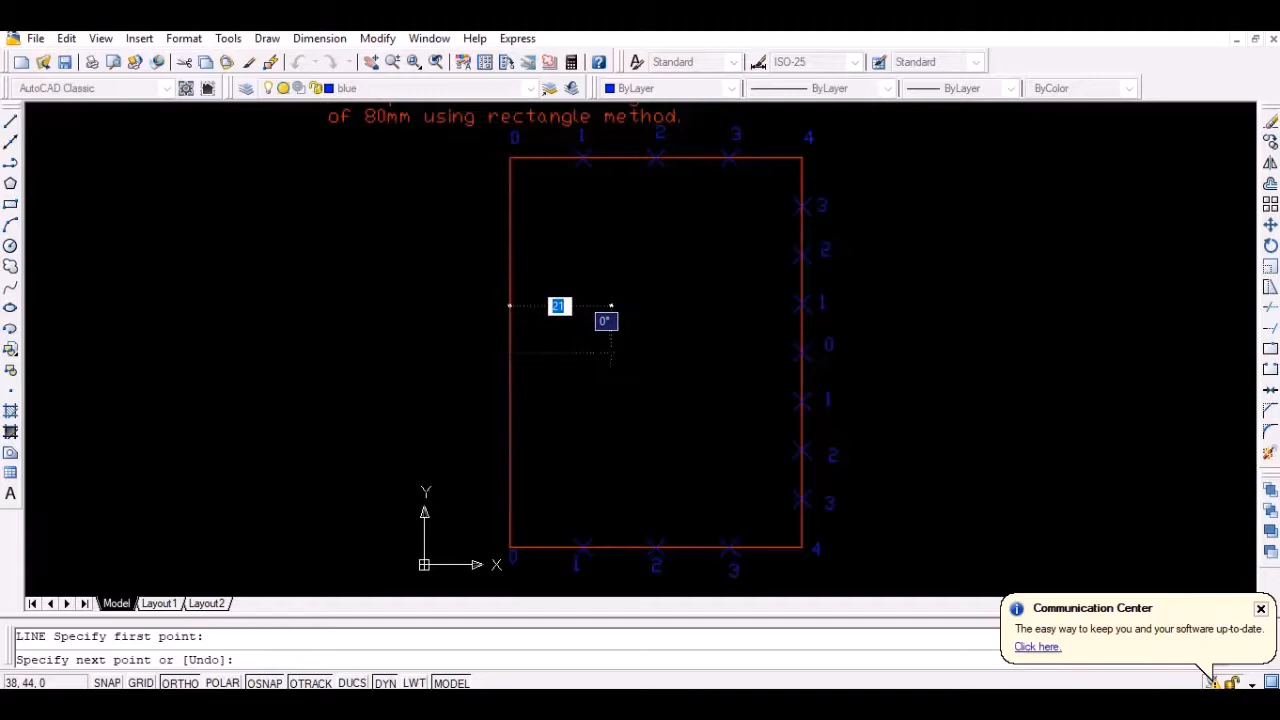 File Edit View Insert Format Tools Draw Dimension Modify Window Help Express
Standard ISO-25 Standard
AutoCAD Classic blue ByLayer ByLayer ByLayer ByColor
of 80mm using rectangle method.
0 1 2 3 4
3
2
21
1
0°
0
1
2
Y
3
0 4
X
1 2 3
A
Model Layout1 Layout2
Communication Center
The easy way to keep you and your software up-to-date.
Click here.
LINE Specify first point:
Specify next point or [Undo]:
38, 44, 0 SNAP GRID ORTHO POLAR OSNAP OTRACK DUCS DYN LWT MODEL